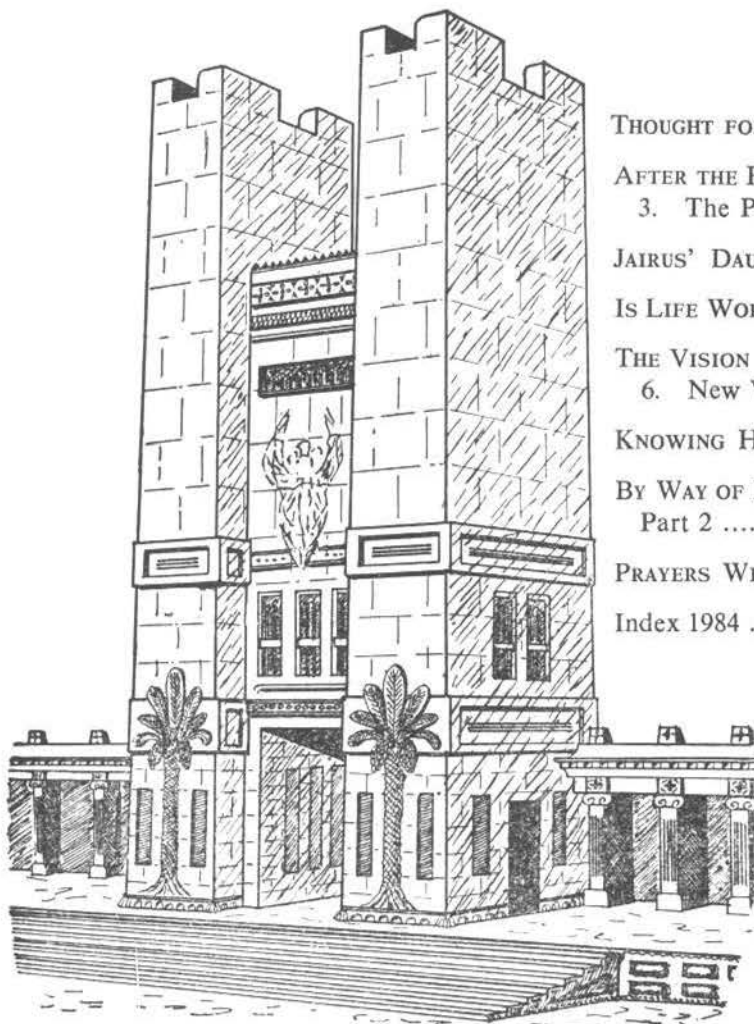 THOUGHT FO
AFTER THE
3. The P
JAIRUS' DAU
IS LIFE WO
THE VISION
6. New
KNOWING H
BY WAY OF
Part 2 ....
PRAYERS W
Index 1984 .